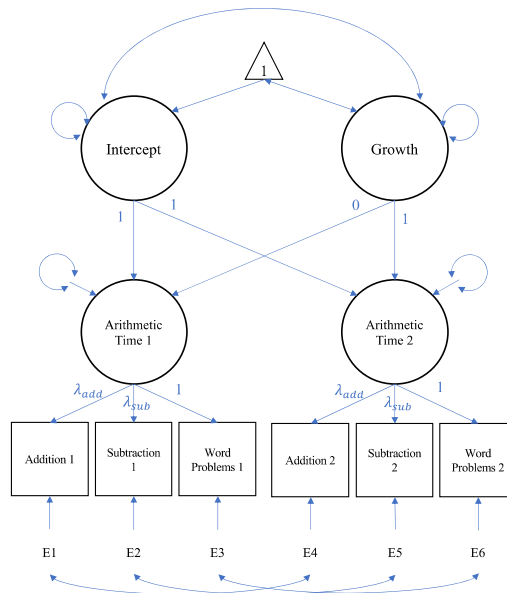 1
Intercept
Growth
1
1
0
1
Arithmetic
Time 1
Arithmetic
Time 2
λadd
λsub
1
λadd
λsub
1
Addition 1
Subtraction
1
Word
Problems 1
Addition 2
Subtraction
2
Word
Problems 2
E1
E2
E3
E4
E5
E6